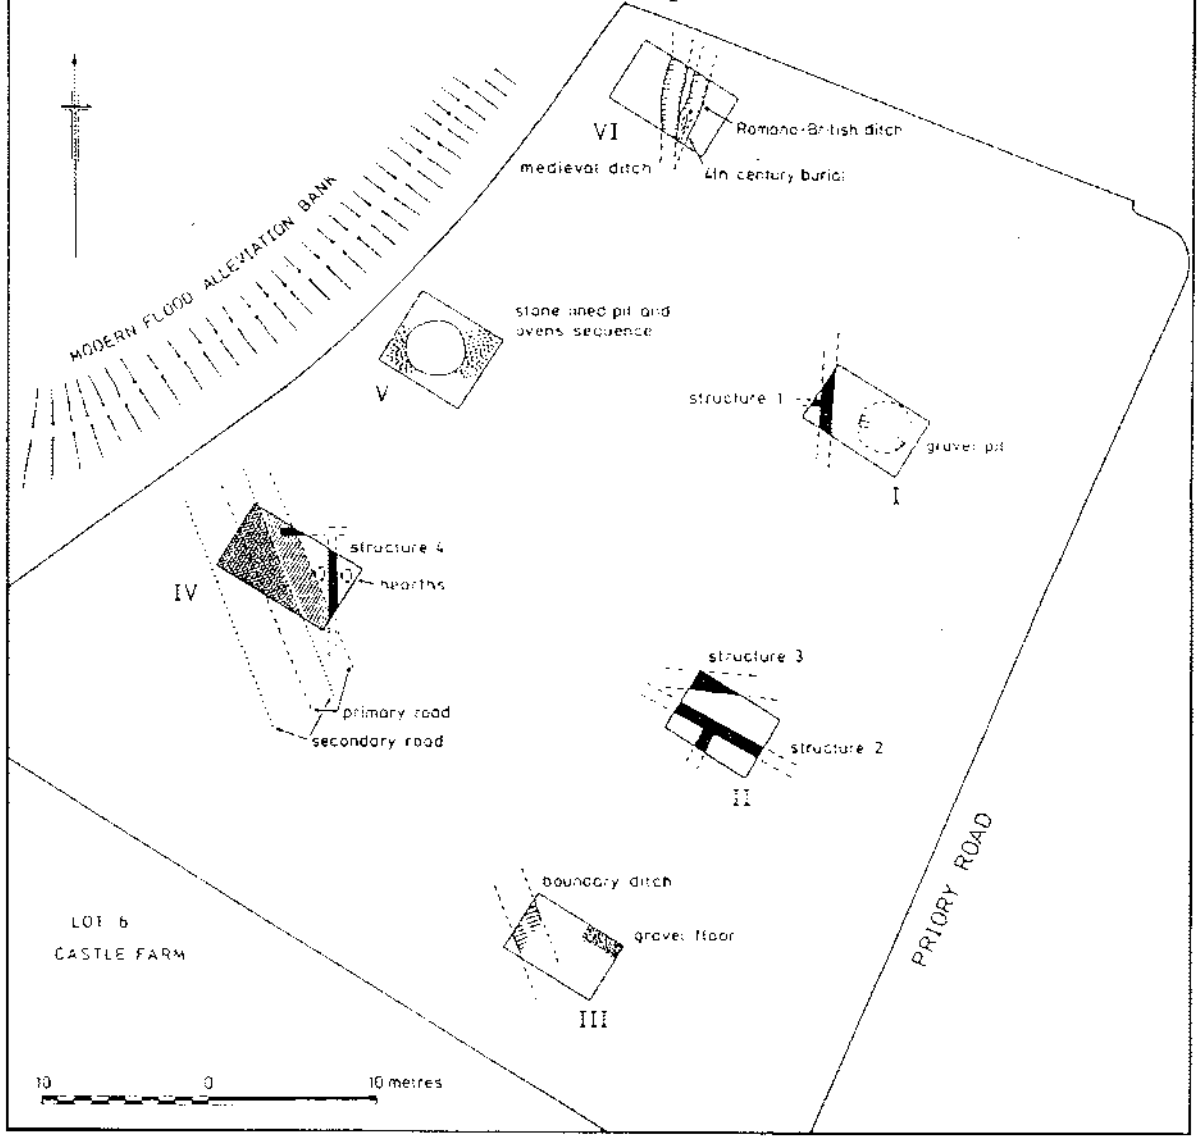 VI
Romano-British ditch
medieval ditch
4th century burial
MODERN FLOOD ALLEVIATION BANK
stone lined pit and
ovens sequence
V
structure 1
gravel pit
I
structure 4
hearths
IV
primary road
secondary road
structure 3
structure 2
II
PRIORY ROAD
boundary ditch
gravel floor
III
LOT 6
CASTLE FARM
10 0 10 metres